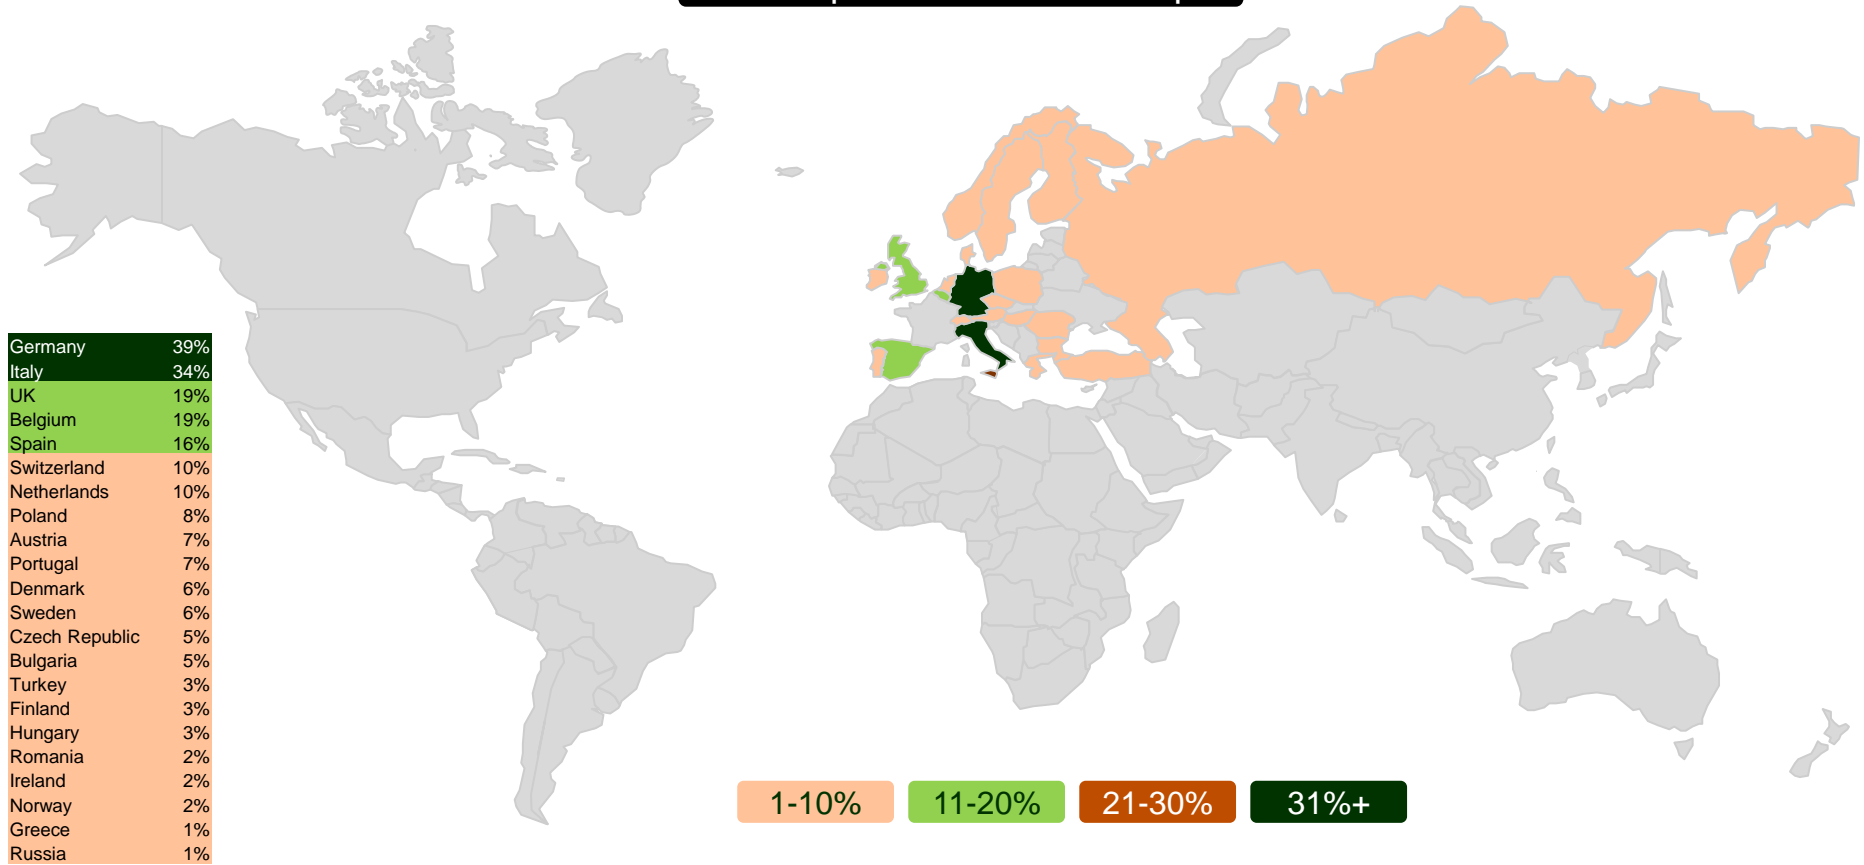 Germany 39%
Italy 34%
UK 19%
Belgium 19%
Spain 16%
Switzerland 10%
Netherlands 10%
Poland 8%
Austria 7%
Portugal 7%
Denmark 6%
Sweden 6%
Czech Republic 5%
Bulgaria 5%
Turkey 3%
Finland 3%
Hungary 3%
Romania 2%
Ireland 2%
Norway 2%
Greece 1%
Russia 1%
1-10% 11-20% 21-30% 31%+